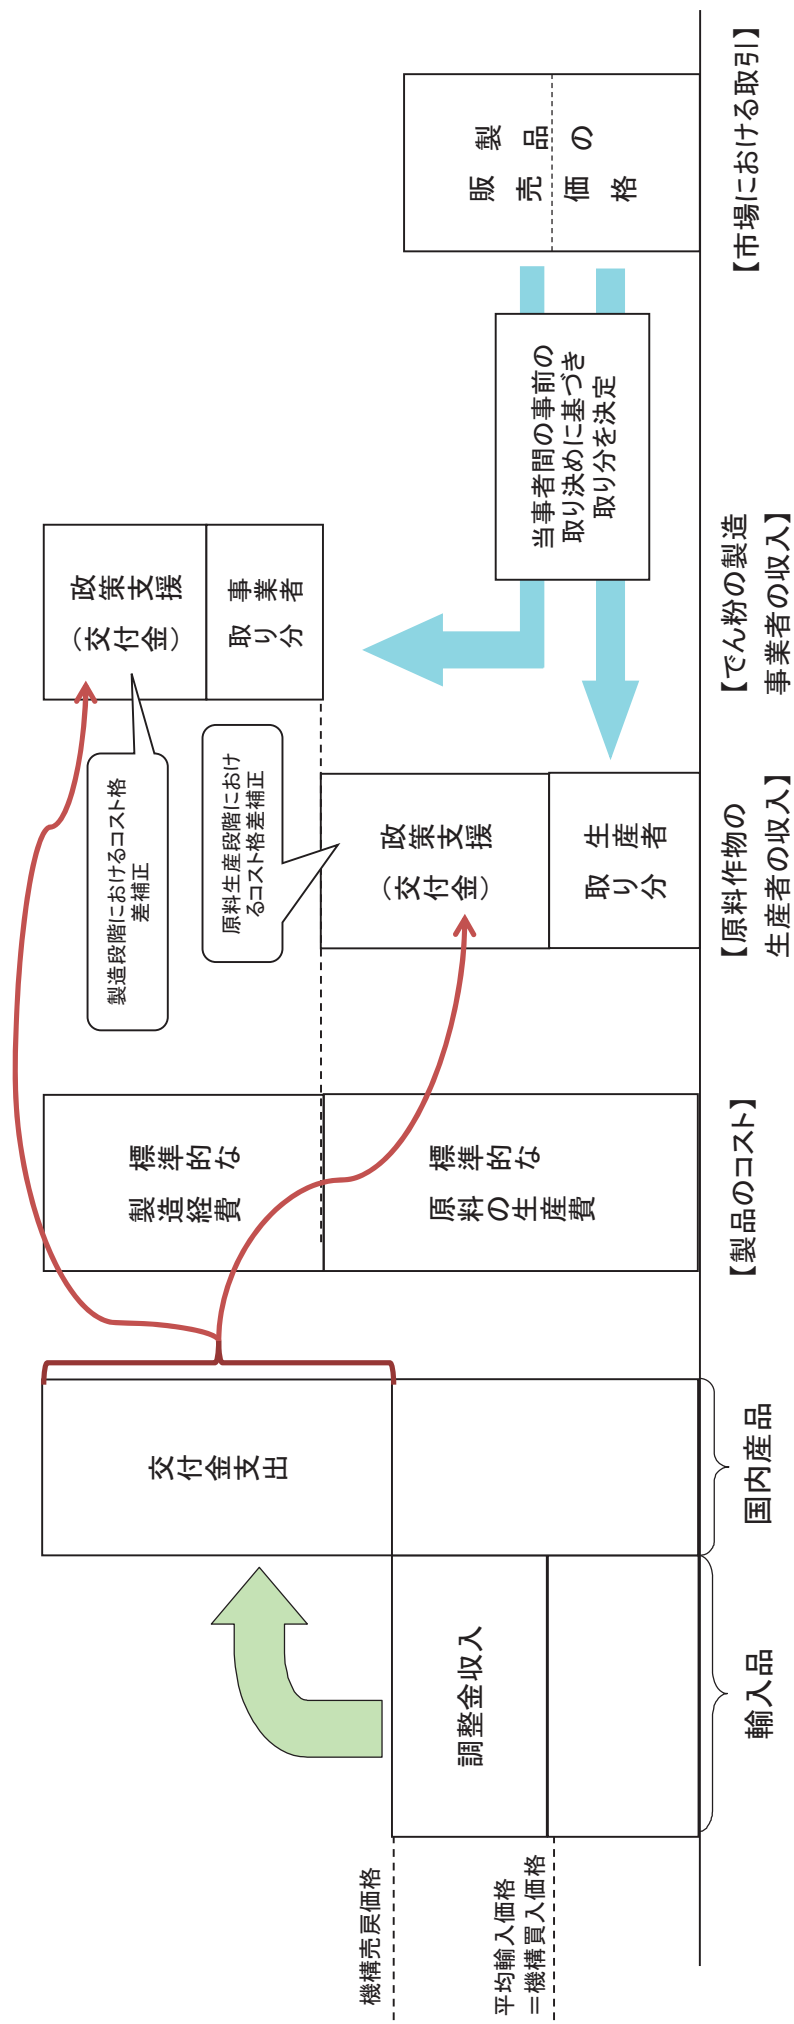 機構売戻価格
平均輸入価格
＝機構買入価格
調整金収入
輸入品
交付金支出
国内産品
標準的な
製造経費
標準的な
原料の生産費
【製品のコスト】
製造段階におけるコスト格
差補正
原料生産段階におけ
るコスト格差補正
政策支援
（交付金）
生産者
取り分
【原料作物の
生産者の収入】
政策支援
（交付金）
事業者
取り分
【でん粉の製造
事業者の収入】
当事者間の事前の
取り決めに基づき
取り分を決定
製品の
販売価格
【市場における取引】